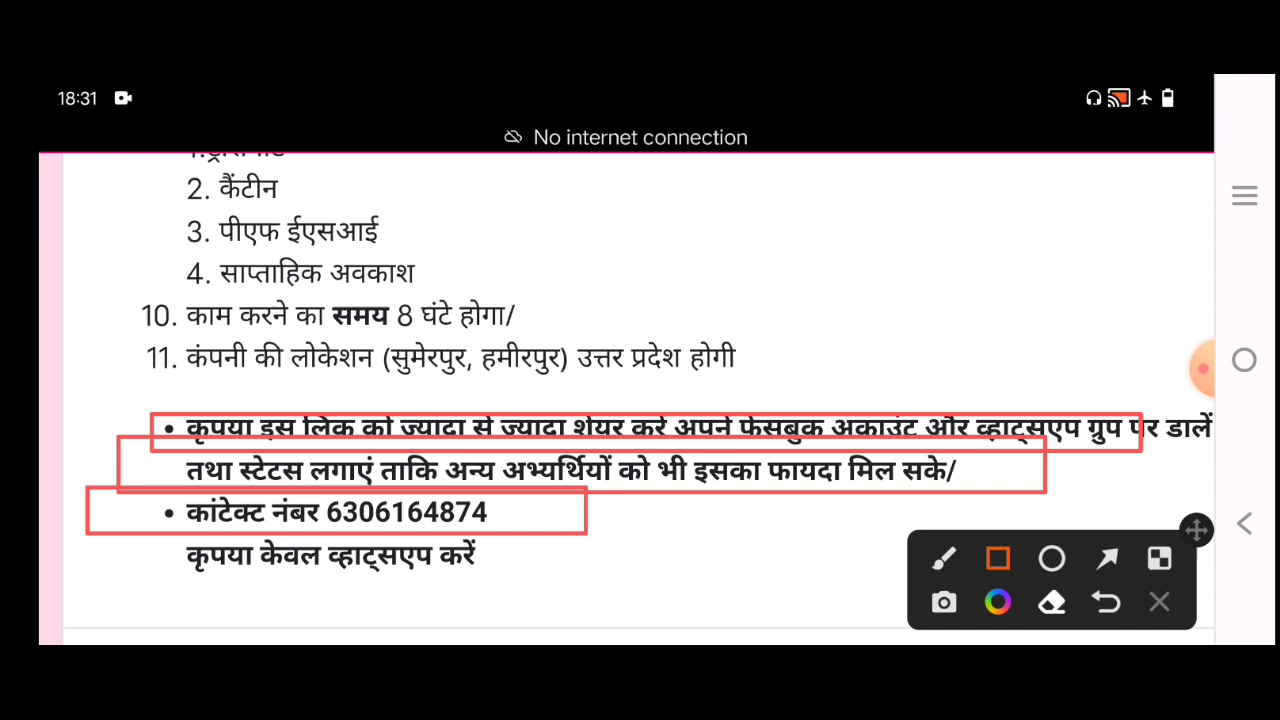 18:31
No internet connection
2. कैंटीन
3. पीएफ ईएसआई
4. साप्ताहिक अवकाश
10. काम करने का समय 8 घंटे होगा/
11. कंपनी की लोकेशन (सुमेरपुर, हमीरपुर) उत्तर प्रदेश होगी
• कृपया इस लिंक को ज्यादा से ज्यादा शेयर करें अपने फेसबुक अकाउंट और व्हाट्सएप ग्रुप पर डालें
तथा स्टेटस लगाएं ताकि अन्य अभ्यर्थियों को भी इसका फायदा मिल सके/
• कांटेक्ट नंबर 6306164874
कृपया केवल व्हाट्सएप करें